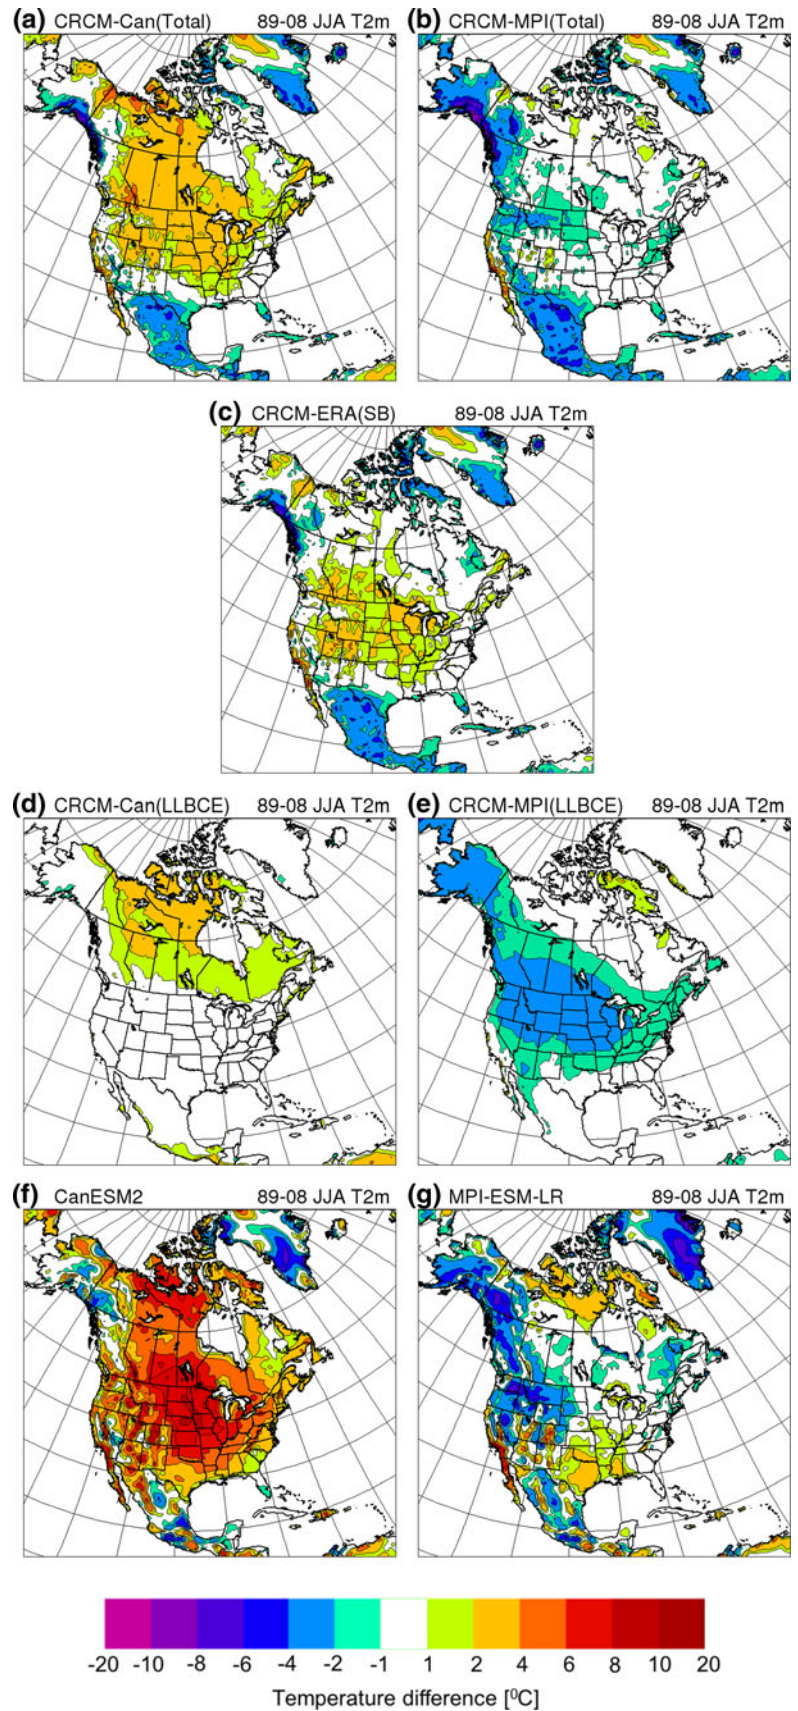 (a) CRCM-Can(Total) 89-08 JJA T2m
(b) CRCM-MPI(Total) 89-08 JJA T2m
(c) CRCM-ERA(SB) 89-08 JJA T2m
(d) CRCM-Can(LLBCE) 89-08 JJA T2m
(e) CRCM-MPI(LLBCE) 89-08 JJA T2m
(f) CanESM2 89-08 JJA T2m
(g) MPI-ESM-LR 89-08 JJA T2m
-20 -10 -8 -6 -4 -2 -1 1 2 4 6 8 10 20
Temperature difference [⁰C]